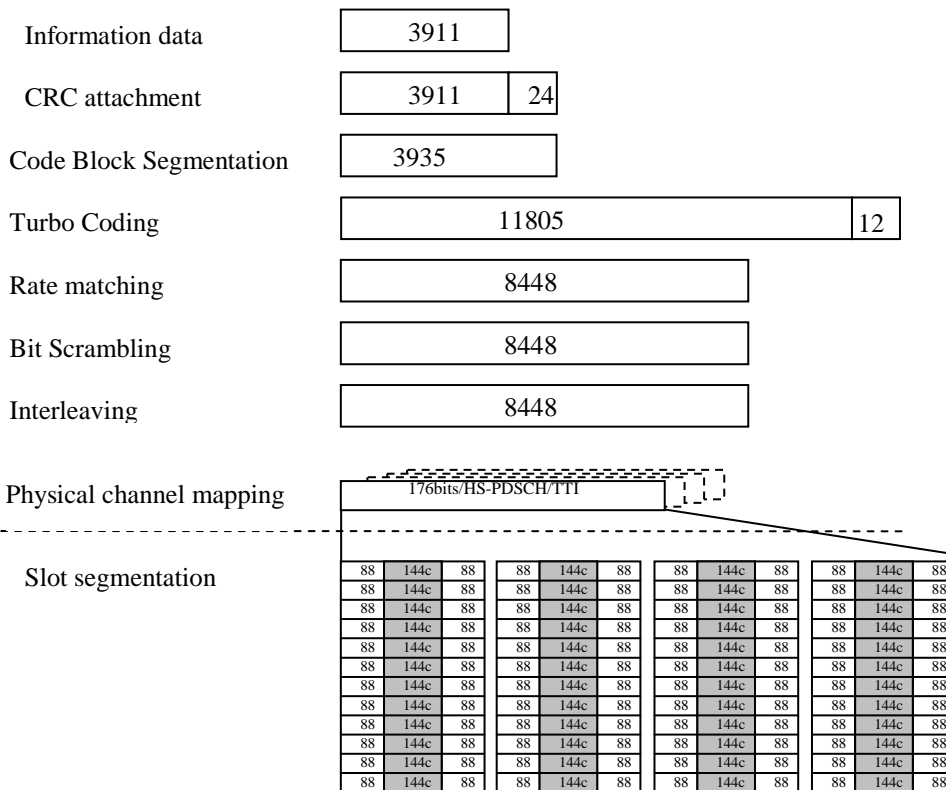 Information data 3911
CRC attachment 3911 24
Code Block Segmentation 3935
Turbo Coding 11805 12
Rate matching 8448
Bit Scrambling 8448
Interleaving 8448
Physical channel mapping 176bits/HS-PDSCH/TTI
Slot segmentation
88 144c 88 88 144c 88 88 144c 88 88 144c 88
88 144c 88 88 144c 88 88 144c 88 88 144c 88
88 144c 88 88 144c 88 88 144c 88 88 144c 88
88 144c 88 88 144c 88 88 144c 88 88 144c 88
88 144c 88 88 144c 88 88 144c 88 88 144c 88
88 144c 88 88 144c 88 88 144c 88 88 144c 88
88 144c 88 88 144c 88 88 144c 88 88 144c 88
88 144c 88 88 144c 88 88 144c 88 88 144c 88
88 144c 88 88 144c 88 88 144c 88 88 144c 88
88 144c 88 88 144c 88 88 144c 88 88 144c 88
88 144c 88 88 144c 88 88 144c 88 88 144c 88
88 144c 88 88 144c 88 88 144c 88 88 144c 88